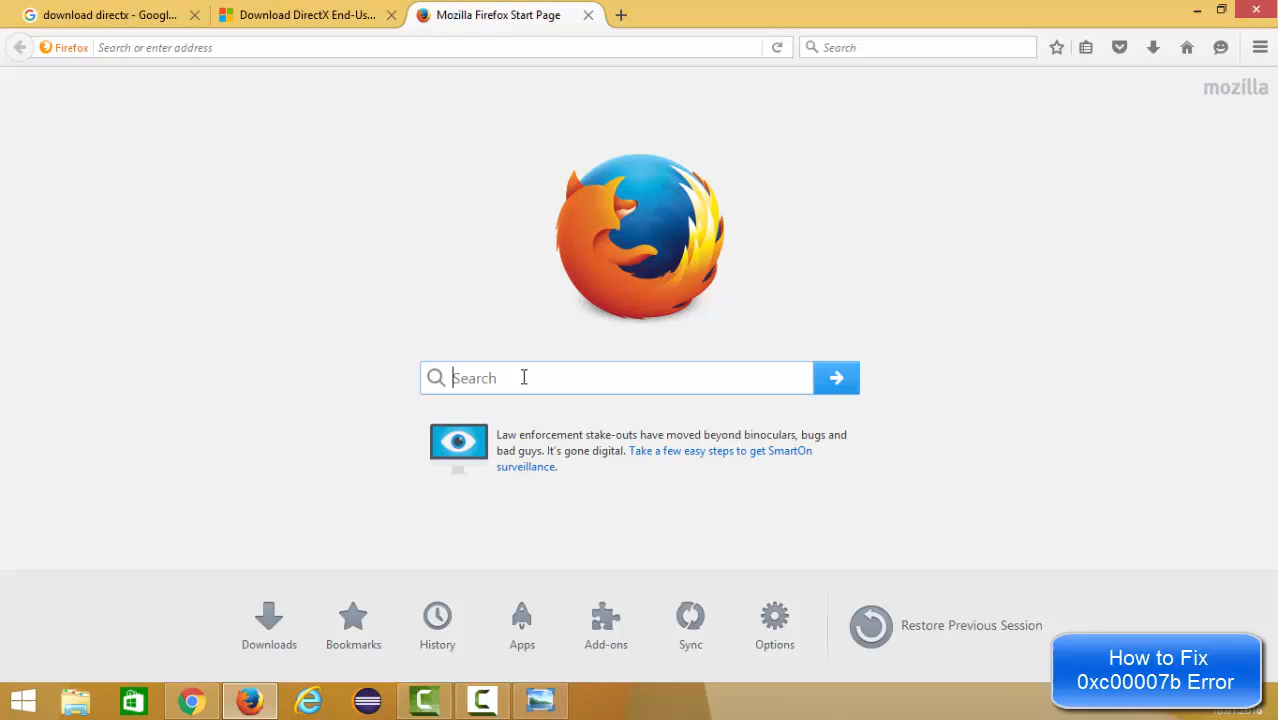 download directx - Googl...
Download DirectX End-Us...
Mozilla Firefox Start Page
Firefox
Search or enter address
Search
mozilla
Search
Law enforcement stake-outs have moved beyond binoculars, bugs and
bad guys. It's gone digital. Take a few easy steps to get SmartOn
surveillance.
Downloads
Bookmarks
History
Apps
Add-ons
Sync
Options
Restore Previous Session
How to Fix
0xc00007b Error